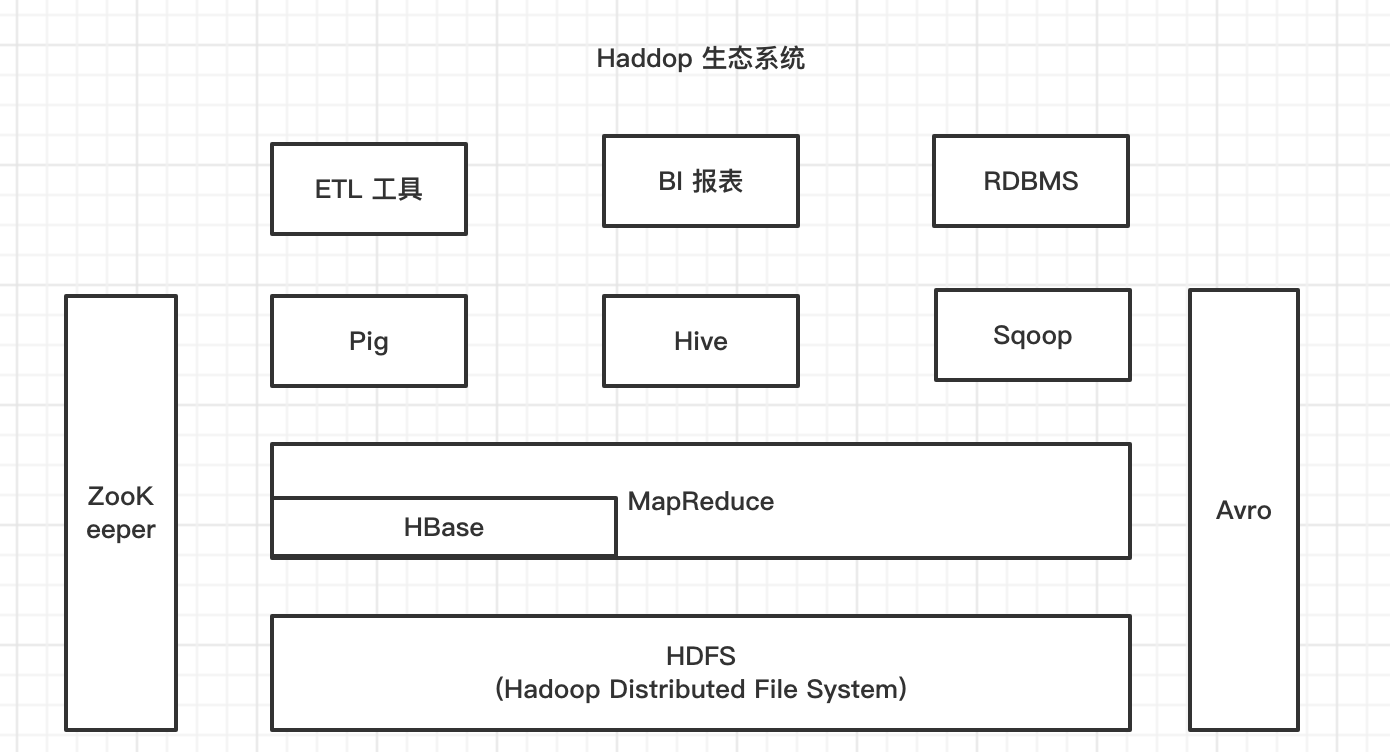 Haddop 生态系统
ETL 工具
BI 报表
RDBMS
Pig
Hive
Sqoop
ZooK
eeper
MapReduce
HBase
Avro
HDFS
(Hadoop Distributed File System)